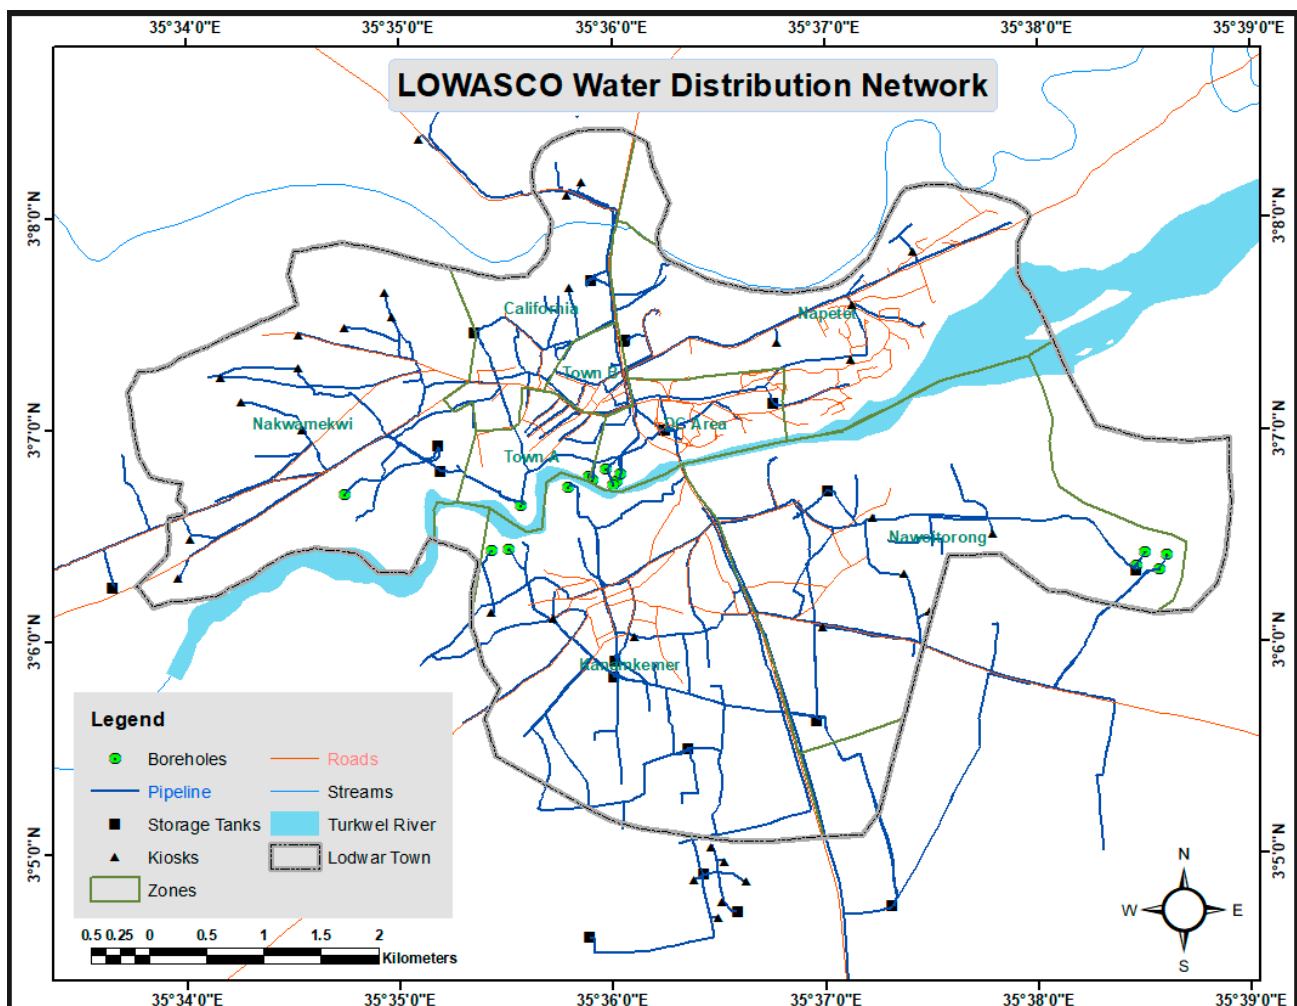 35°34'0"E 35°35'0"E 35°36'0"E 35°37'0"E 35°38'0"E 35°39'0"E
LOWASCO Water Distribution Network
3°8'0"N 3°8'0"N
California
Napetet
Town B
Nakwamekwi
DC Area
3°7'0"N 3°7'0"N
Town A
Nawoitorong
3°6'0"N 3°6'0"N
Kanamkemer
Legend
Boreholes Roads
Pipeline Streams
Storage Tanks Turkwel River
Kiosks Lodwar Town
Zones
3°5'0"N 3°5'0"N
N
W E
S
0.5 0.25 0 0.5 1 1.5 2
Kilometers
35°34'0"E 35°35'0"E 35°36'0"E 35°37'0"E 35°38'0"E 35°39'0"E